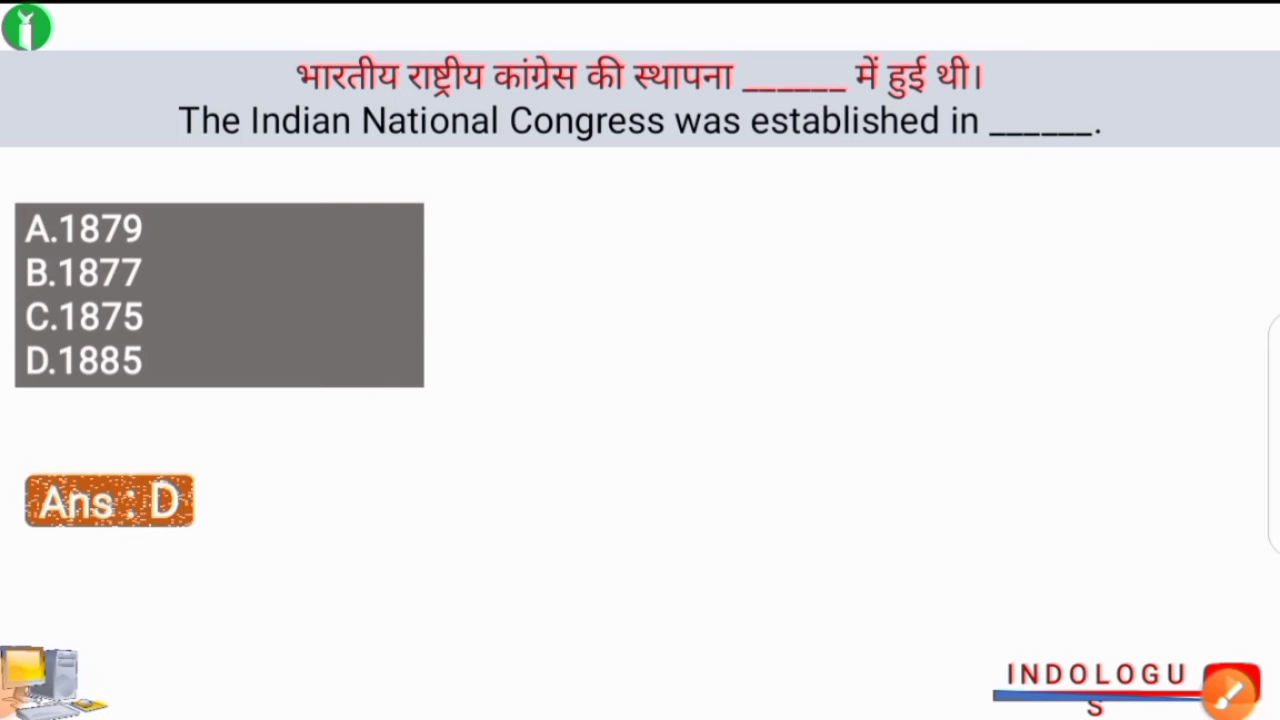 भारतीय राष्ट्रीय कांग्रेस की स्थापना ______ में हुई थी।
The Indian National Congress was established in ______.
A.1879
B.1877
C.1875
D.1885
Ans : D
INDOLOGU
S